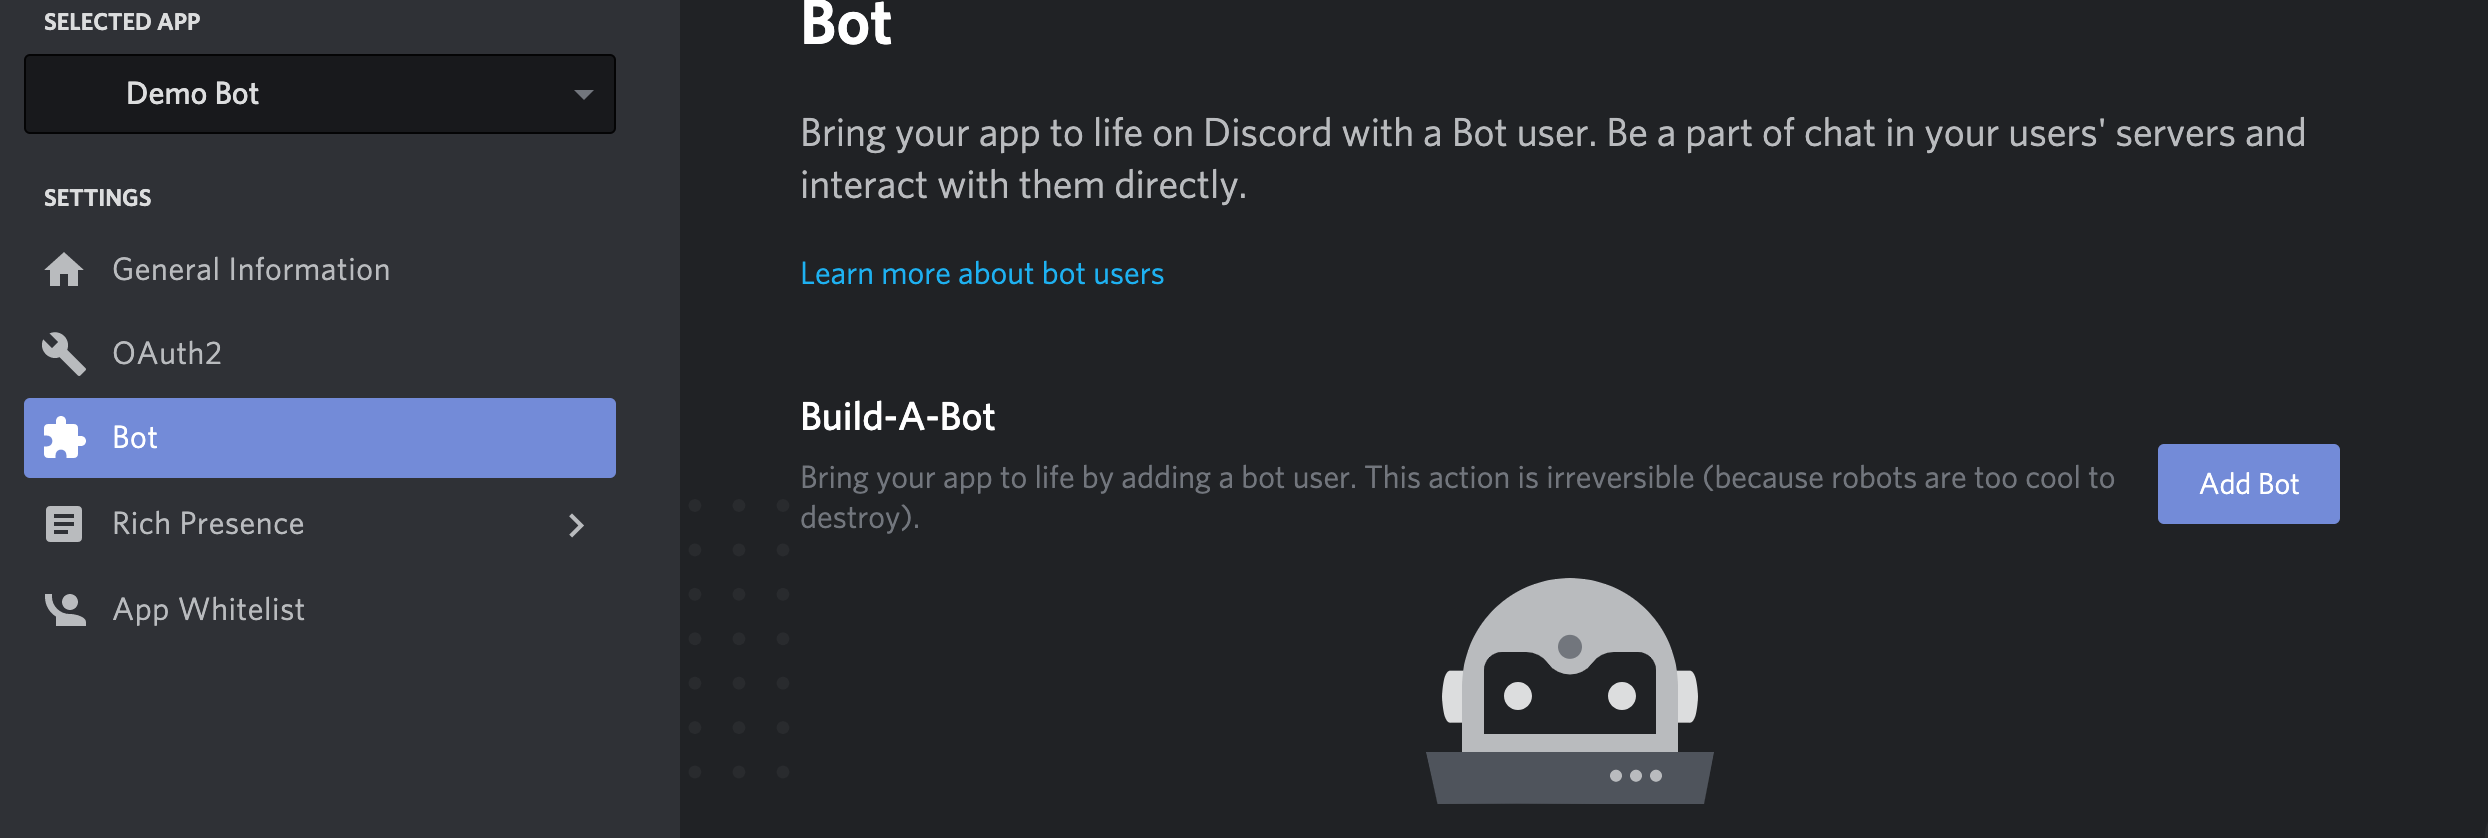 SELECTED APP
Demo Bot
SETTINGS
General Information
OAuth2
Bot
Rich Presence
App Whitelist
Bot
Bring your app to life on Discord with a Bot user. Be a part of chat in your users' servers and
interact with them directly.
Learn more about bot users
Build-A-Bot
Bring your app to life by adding a bot user. This action is irreversible (because robots are too cool to
destroy).
Add Bot